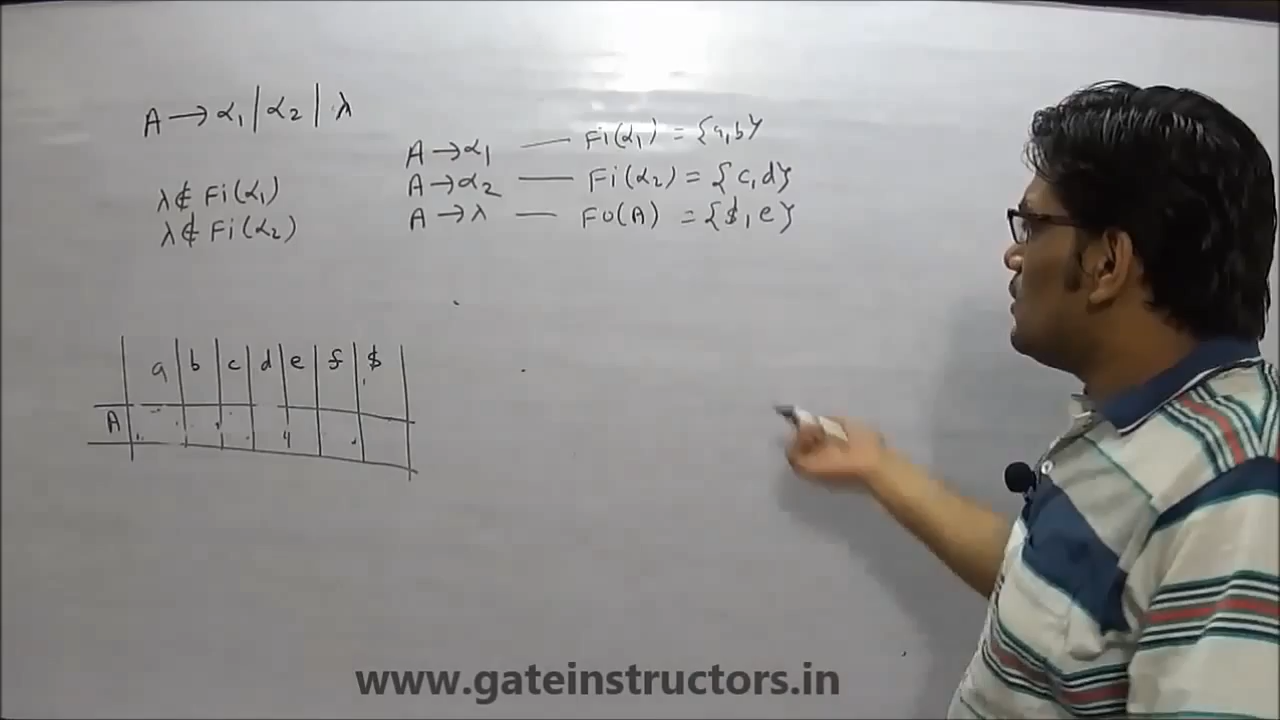 A → α₁ | α₂ | λ
A → α₁ — Fi(α₁) = {a,b}
λ ∉ Fi(α₁)
A → α₂ — Fi(α₂) = {c,d}
λ ∉ Fi(α₂)
A → λ — Fo(A) = {$,e}
a b c d e f $
A
www.gateinstructors.in